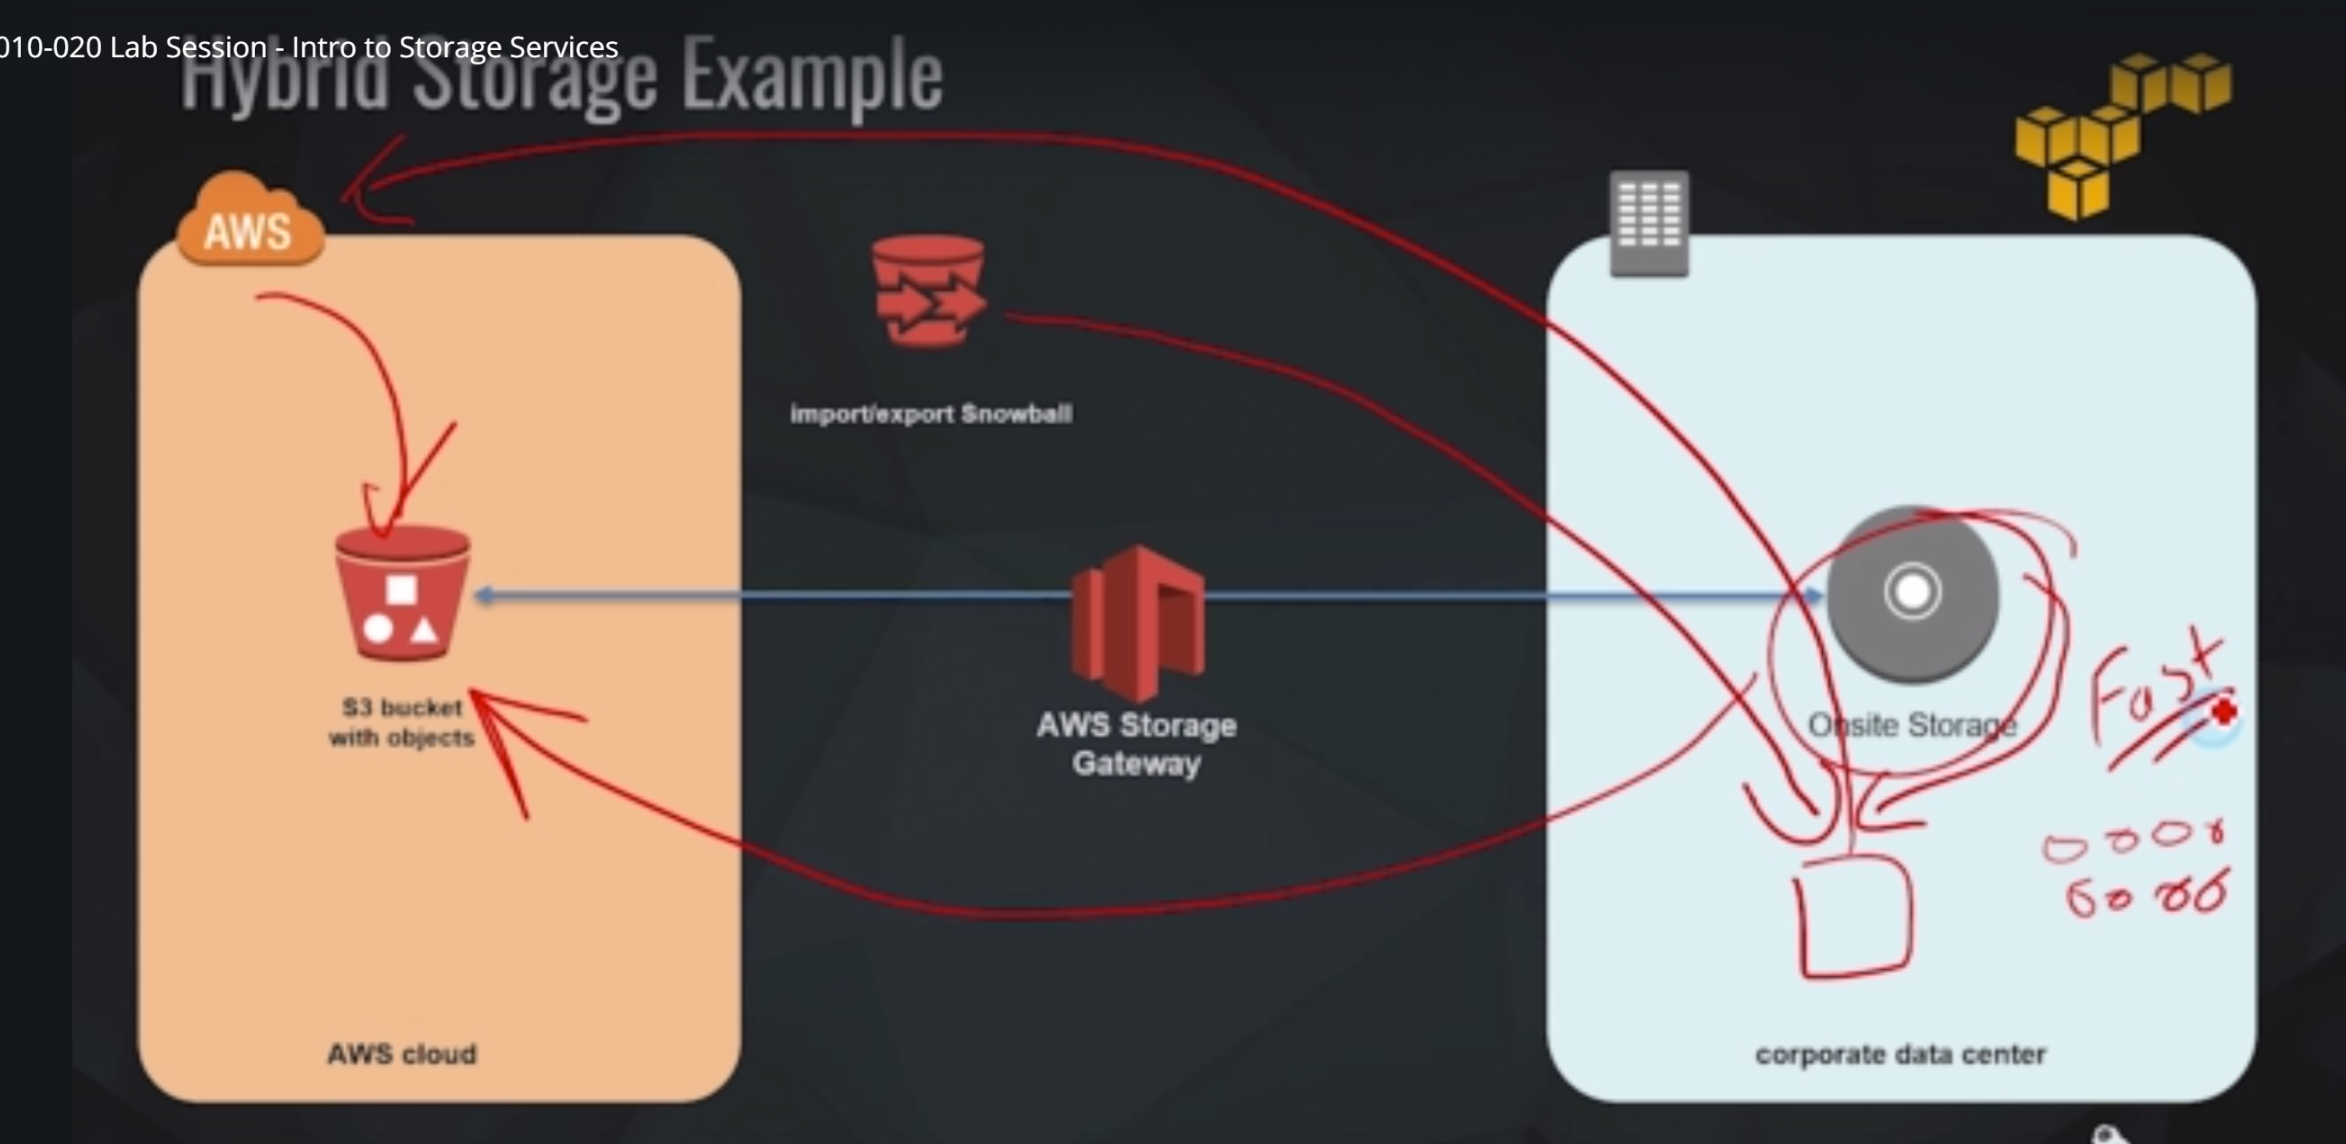 010-020 Lab Session - Intro to Storage Services
Hybrid Storage Example
AWS
import/export Snowball
S3 bucket
with objects
AWS Storage
Gateway
Onsite Storage
Fast
AWS cloud
corporate data center